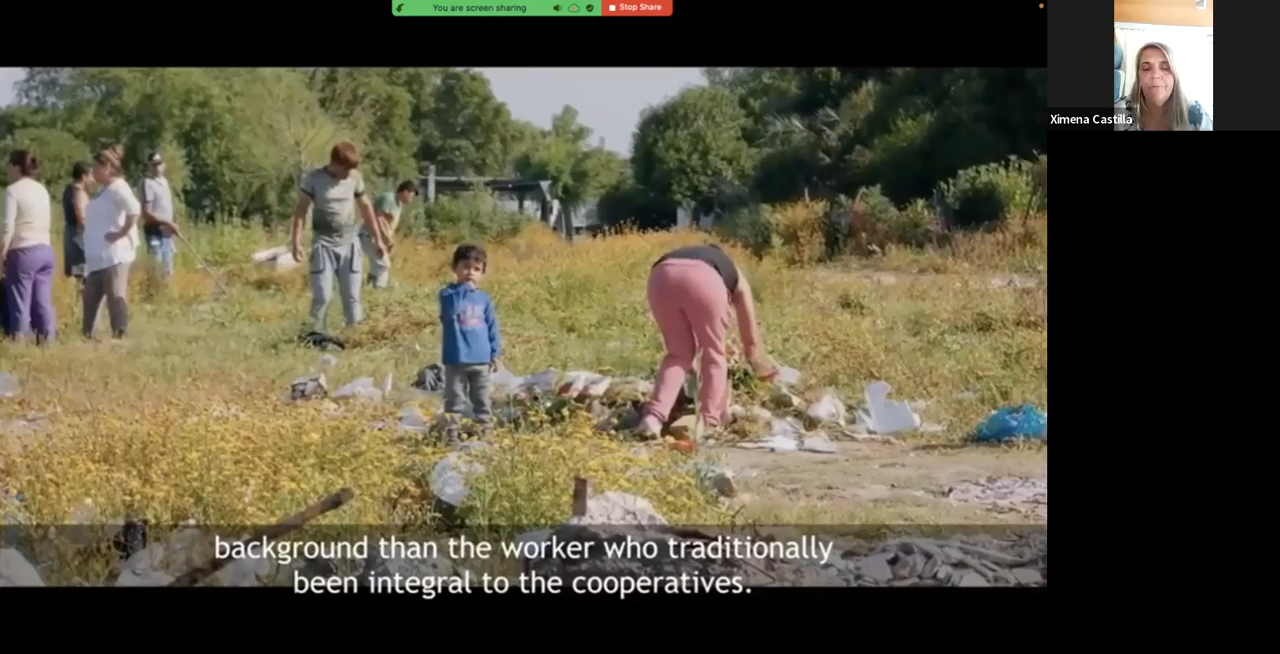 You are screen sharing
Stop Share
Ximena Castilla
background than the worker who traditionally
been integral to the cooperatives.